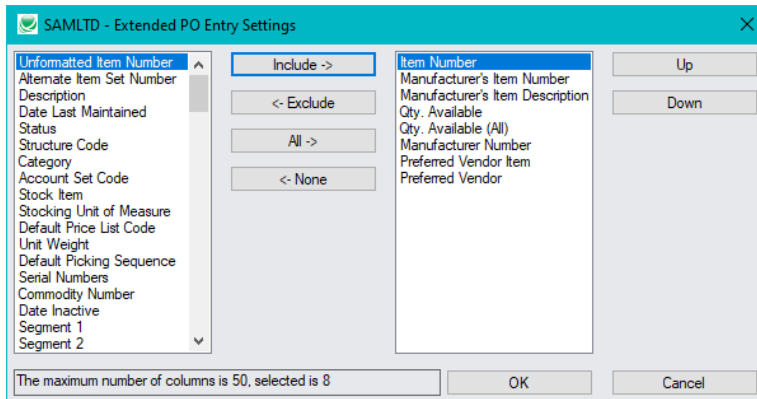 SAMLTD - Extended PO Entry Settings
Unformatted Item Number
Alternate Item Set Number
Description
Date Last Maintained
Status
Structure Code
Category
Account Set Code
Stock Item
Stocking Unit of Measure
Default Price List Code
Unit Weight
Default Picking Sequence
Serial Numbers
Commodity Number
Date Inactive
Segment 1
Segment 2
Include ->
<- Exclude
All ->
<- None
Item Number
Manufacturer's Item Number
Manufacturer's Item Description
Qty. Available
Qty. Available (All)
Manufacturer Number
Preferred Vendor Item
Preferred Vendor
Up
Down
The maximum number of columns is 50, selected is 8
OK
Cancel